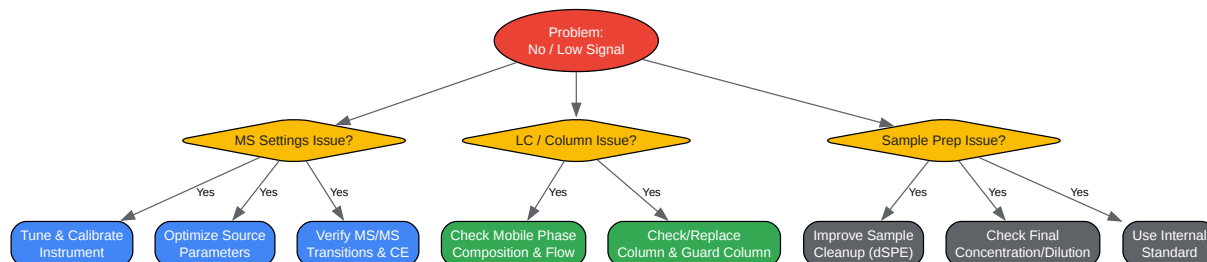 Problem:
No / Low Signal
MS Settings Issue?
LC / Column Issue?
Sample Prep Issue?
Yes
Yes
Yes
Yes
Yes
Yes
Yes
Yes
Tune & Calibrate
Instrument
Optimize Source
Parameters
Verify MS/MS
Transitions & CE
Check Mobile Phase
Composition & Flow
Check/Replace
Column & Guard Column
Improve Sample
Cleanup (dSPE)
Check Final
Concentration/Dilution
Use Internal
Standard